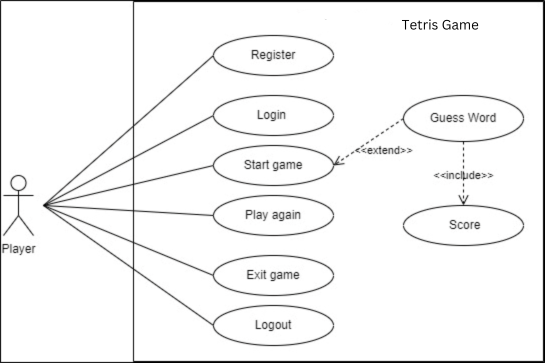 Tetris Game
Register
Login
Guess Word
<<extend>>
Start game
<<include>>
Play again
Score
Player
Exit game
Logout